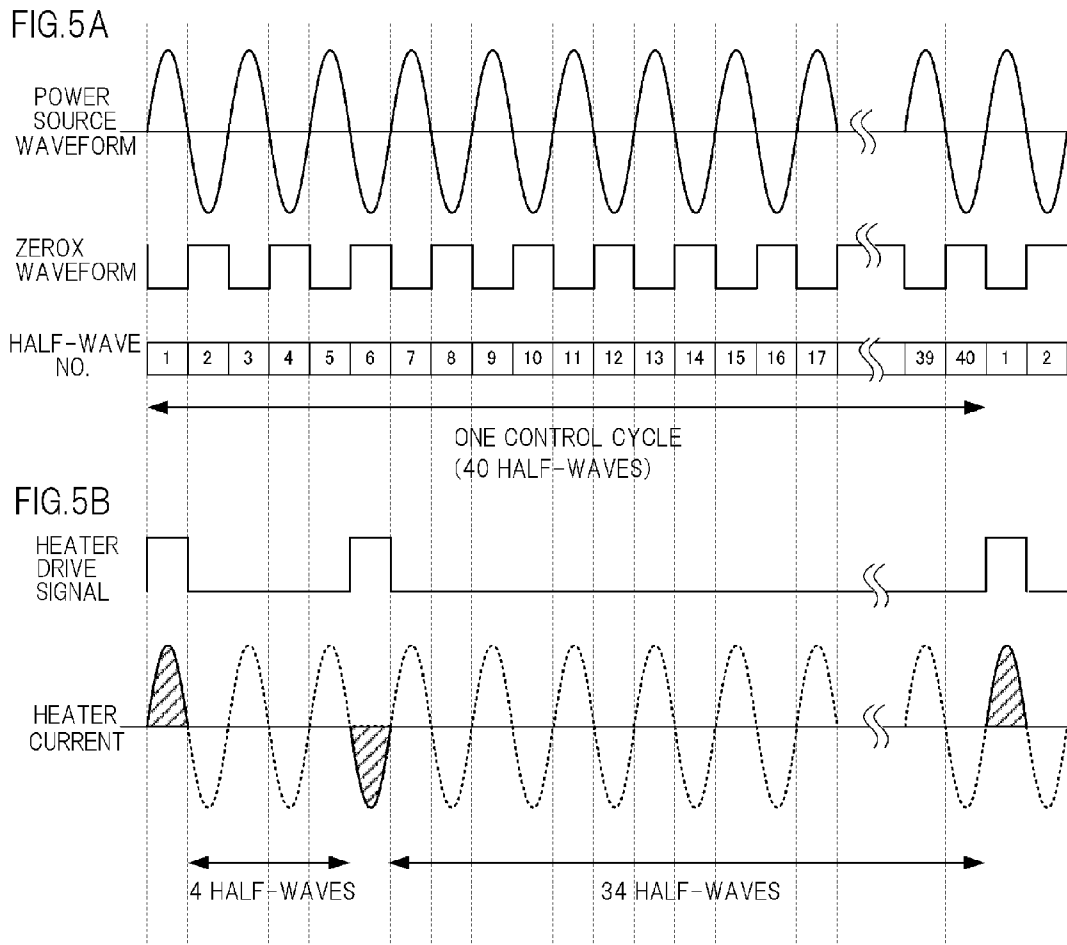 FIG.5A
POWER
SOURCE
WAVEFORM
ZEROX
WAVEFORM
HALF-WAVE
NO.
1 2 3 4 5 6 7 8 9 10 11 12 13 14 15 16 17 39 40 1 2
ONE CONTROL CYCLE
(40 HALF-WAVES)
FIG.5B
HEATER
DRIVE
SIGNAL
HEATER
CURRENT
4 HALF-WAVES
34 HALF-WAVES